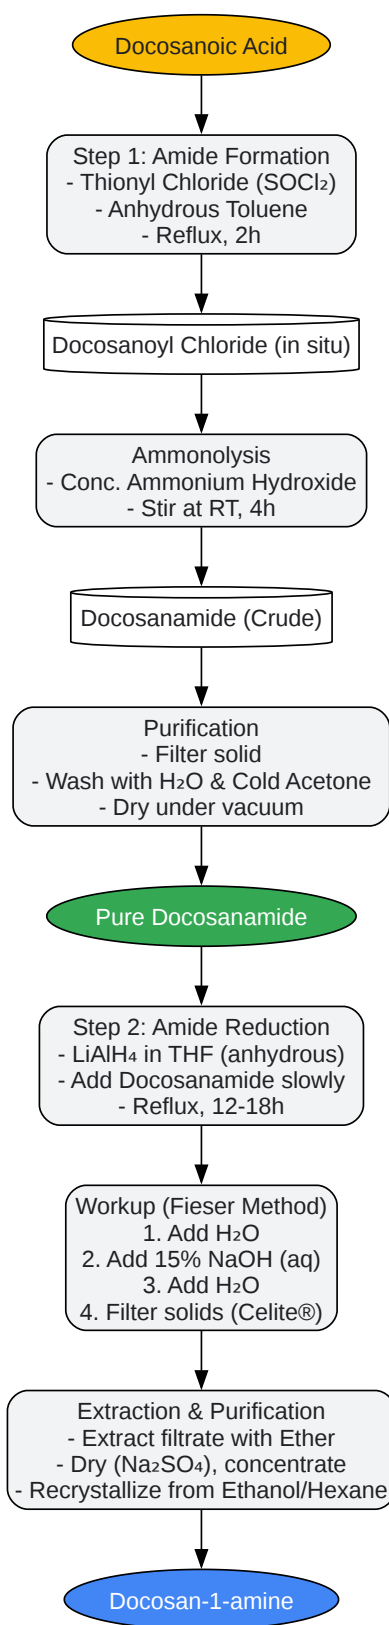 Docosanoic Acid
Step 1: Amide Formation
- Thionyl Chloride (SOCl₂)
- Anhydrous Toluene
- Reflux, 2h
Docosanoyl Chloride (in situ)
Ammonolysis
- Conc. Ammonium Hydroxide
- Stir at RT, 4h
Docosanamide (Crude)
Purification
- Filter solid
- Wash with H₂O & Cold Acetone
- Dry under vacuum
Pure Docosanamide
Step 2: Amide Reduction
- LiAlH₄ in THF (anhydrous)
- Add Docosanamide slowly
- Reflux, 12-18h
Workup (Fieser Method)
1. Add H₂O
2. Add 15% NaOH (aq)
3. Add H₂O
4. Filter solids (Celite®)
Extraction & Purification
- Extract filtrate with Ether
- Dry (Na₂SO₄), concentrate
- Recrystallize from Ethanol/Hexane
Docosan-1-amine